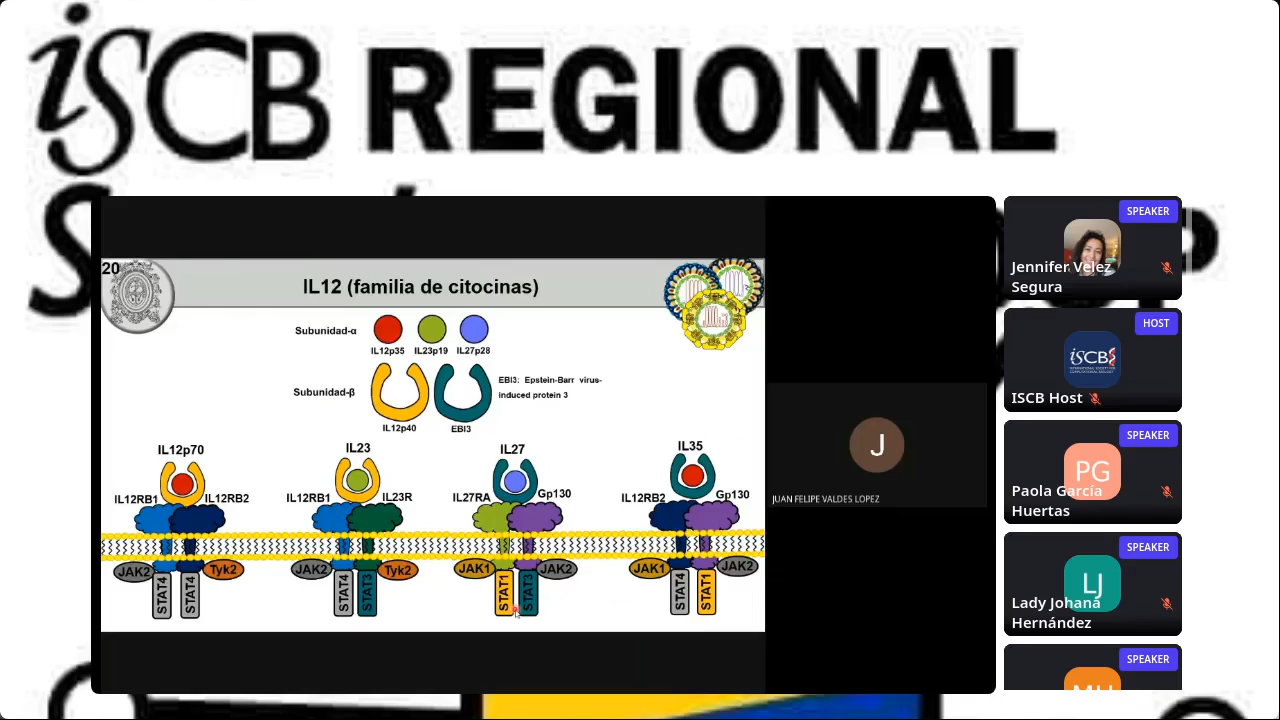 iSCB REGIONAL
20
IL12 (familia de citocinas)
Subunidad-α
IL12p35 IL23p19 IL27p28
Subunidad-β
EBI3: Epstein-Barr virus-
induced protein 3
IL12p40 EBI3
IL12p70 IL23 IL27 IL35
IL12RB1 IL12RB2 IL12RB1 IL23R IL27RA Gp130 IL12RB2 Gp130
JAK2 Tyk2 JAK2 Tyk2 JAK1 JAK2 JAK1 JAK2
STAT4 STAT4 STAT4 STAT3 STAT1 STAT3 STAT4 STAT1
J
JUAN FELIPE VALDES LOPEZ
SPEAKER
Jennifer Velez
Segura
HOST
iSCB
ISCB Host
SPEAKER
PG
Paola García
Huertas
SPEAKER
LJ
Lady Johana
Hernández
SPEAKER